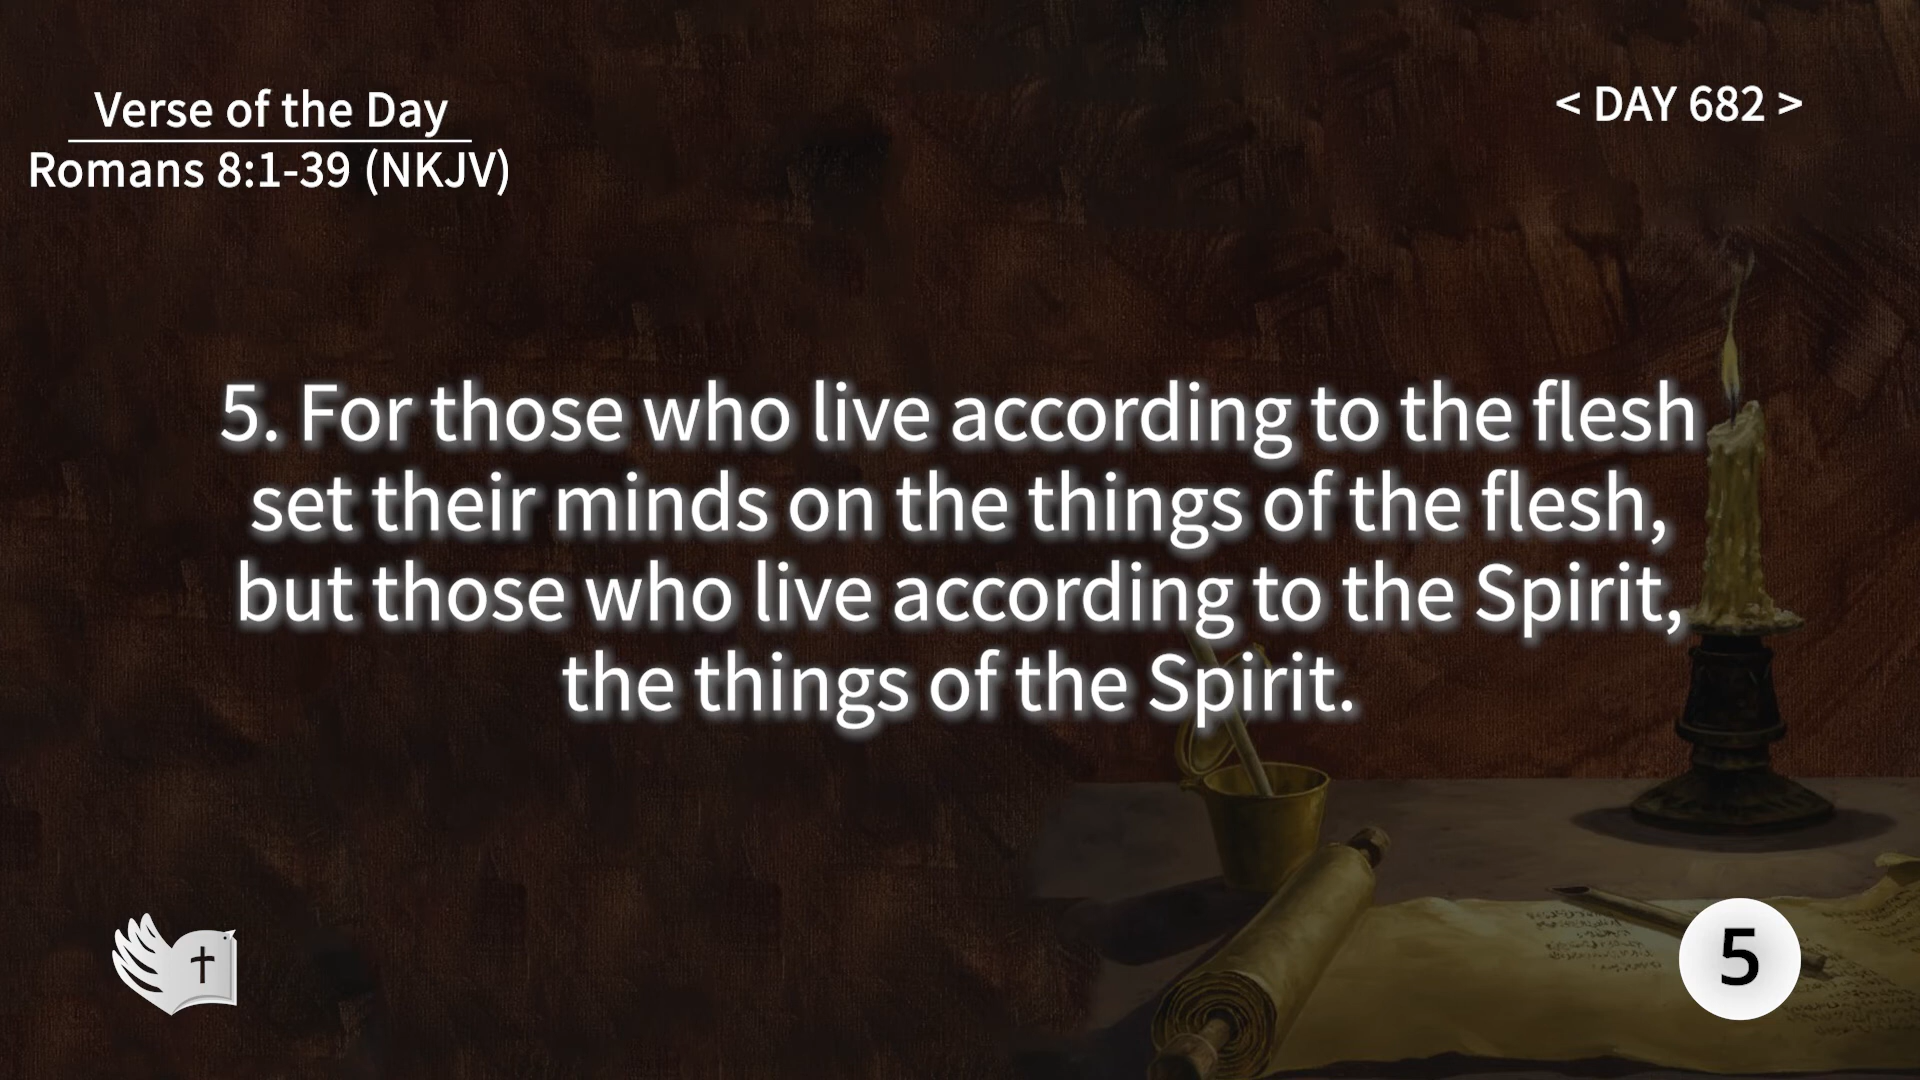 Verse of the Day
Romans 8:1-39 (NKJV)
< DAY 682 >
5. For those who live according to the flesh
set their minds on the things of the flesh,
but those who live according to the Spirit,
the things of the Spirit.
5